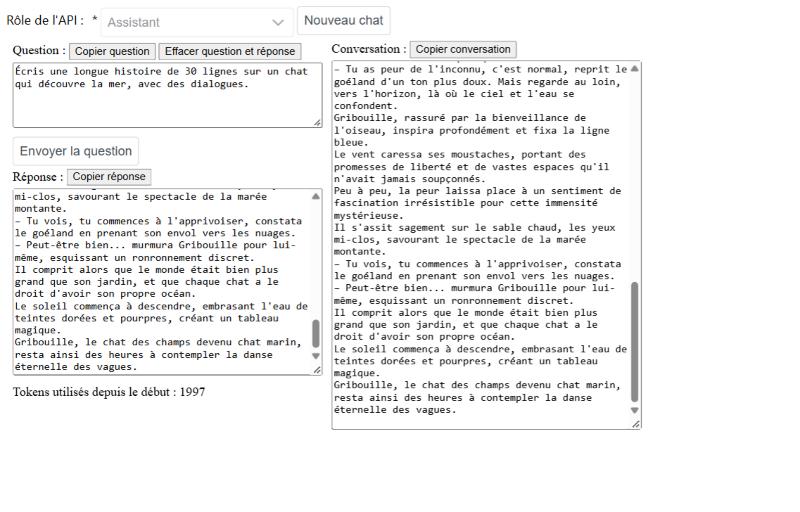 Rôle de l'API : * Assistant Nouveau chat
Question : Copier question Effacer question et réponse
Écris une longue histoire de 30 lignes sur un chat
qui découvre la mer, avec des dialogues.
Envoyer la question
Réponse : Copier réponse
mi-clos, savourant le spectacle de la marée
montante.
– Tu vois, tu commences à l'apprivoiser, constata
le goéland en prenant son envol vers les nuages.
– Peut-être bien... murmura Gribouille pour lui-
même, esquissant un ronronnement discret.
Il comprit alors que le monde était bien plus
grand que son jardin, et que chaque chat a le
droit d'avoir son propre océan.
Le soleil commença à descendre, embrasant l'eau de
teintes dorées et pourpres, créant un tableau
magique.
Gribouille, le chat des champs devenu chat marin,
resta ainsi des heures à contempler la danse
éternelle des vagues.
Tokens utilisés depuis le début : 1997
Conversation : Copier conversation
– Tu as peur de l'inconnu, c'est normal, reprit le
goéland d'un ton plus doux. Mais regarde au loin,
vers l'horizon, là où le ciel et l'eau se
confondent.
Gribouille, rassuré par la bienveillance de
l'oiseau, inspira profondément et fixa la ligne
bleue.
Le vent caressa ses moustaches, portant des
promesses de liberté et de vastes espaces qu'il
n'avait jamais soupçonnés.
Peu à peu, la peur laissa place à un sentiment de
fascination irrésistible pour cette immensité
mystérieuse.
Il s'assit sagement sur le sable chaud, les yeux
mi-clos, savourant le spectacle de la marée
montante.
– Tu vois, tu commences à l'apprivoiser, constata
le goéland en prenant son envol vers les nuages.
– Peut-être bien... murmura Gribouille pour lui-
même, esquissant un ronronnement discret.
Il comprit alors que le monde était bien plus
grand que son jardin, et que chaque chat a le
droit d'avoir son propre océan.
Le soleil commença à descendre, embrasant l'eau de
teintes dorées et pourpres, créant un tableau
magique.
Gribouille, le chat des champs devenu chat marin,
resta ainsi des heures à contempler la danse
éternelle des vagues.